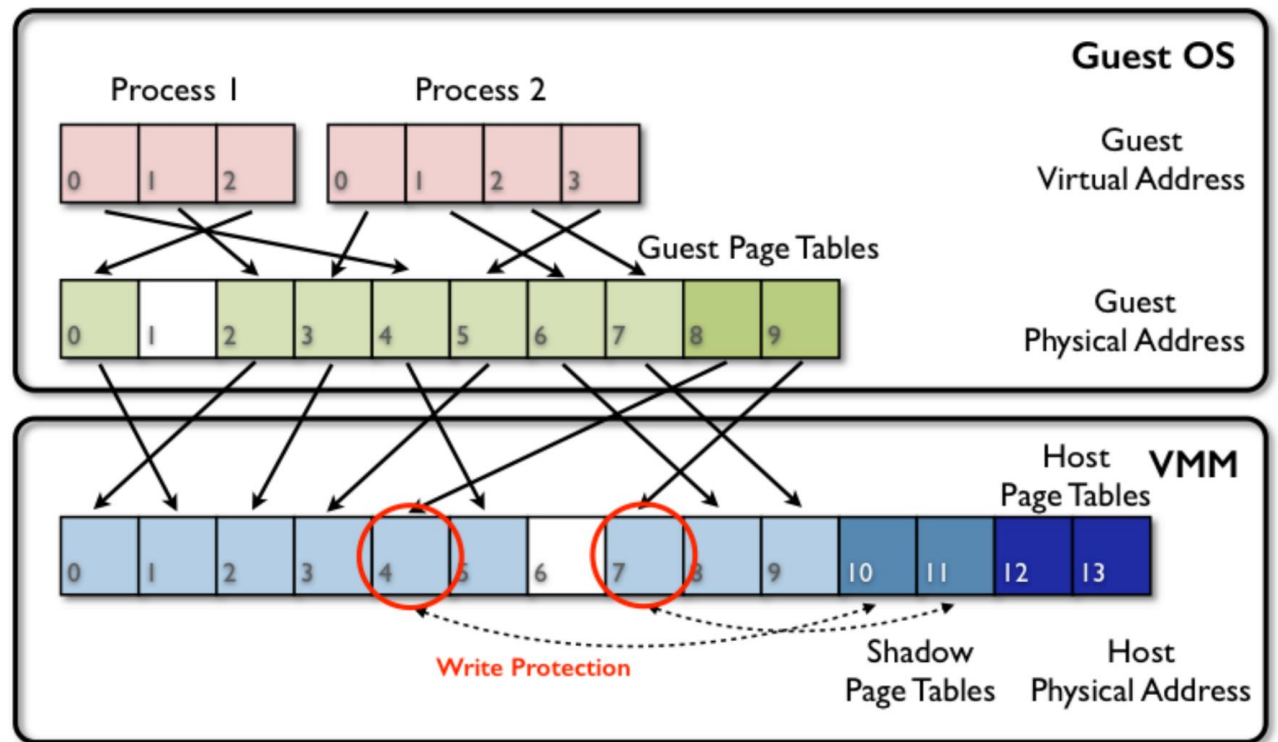 Guest OS
Process 1 Process 2
Guest
Virtual Address
0 1 2 0 1 2 3
Guest Page Tables
Guest
Physical Address
0 1 2 3 4 5 6 7 8 9
Host
Page Tables
VMM
0 1 2 3 4 5 6 7 8 9 10 11 12 13
Write Protection
Shadow
Page Tables
Host
Physical Address